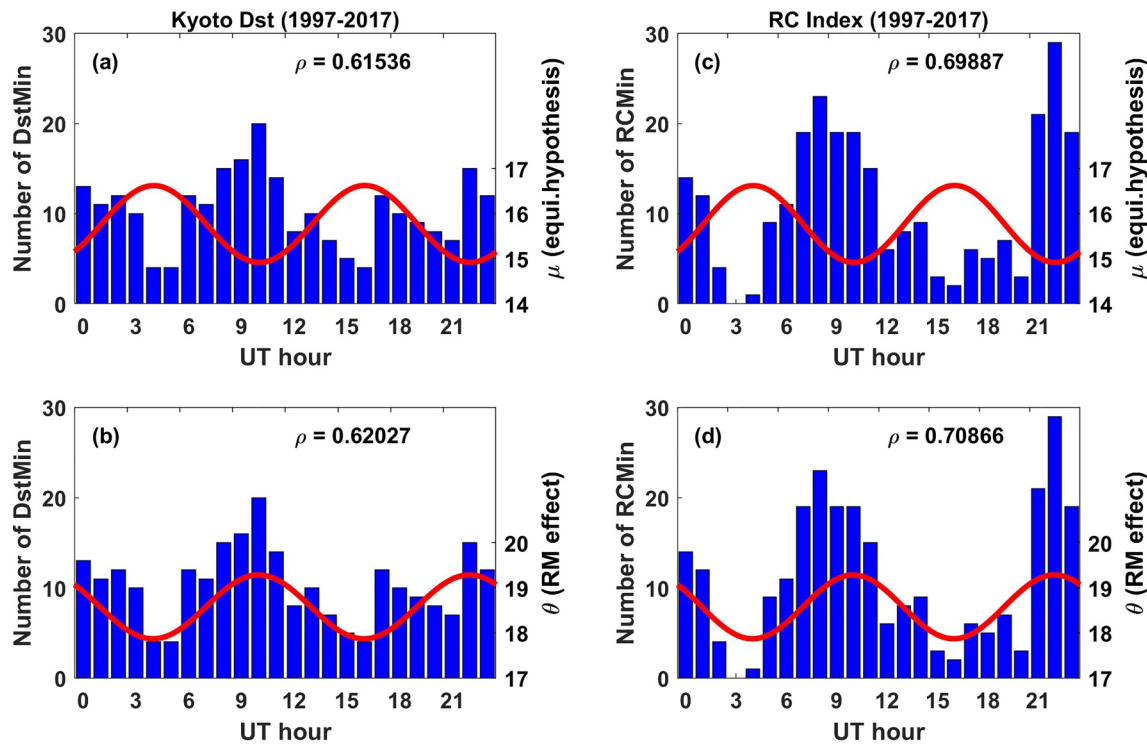 Kyoto Dst (1997-2017)
30
20
10
0
Number of DstMin
(a)
ρ = 0.61536
17
16
15
14
μ (equi.hypothesis)
0 3 6 9 12 15 18 21
UT hour
RC Index (1997-2017)
30
20
10
0
Number of RCMin
(c)
ρ = 0.69887
17
16
15
14
μ (equi.hypothesis)
0 3 6 9 12 15 18 21
UT hour
30
20
10
0
Number of DstMin
(b)
ρ = 0.62027
20
19
18
17
θ (RM effect)
0 3 6 9 12 15 18 21
UT hour
30
20
10
0
Number of RCMin
(d)
ρ = 0.70866
20
19
18
17
θ (RM effect)
0 3 6 9 12 15 18 21
UT hour